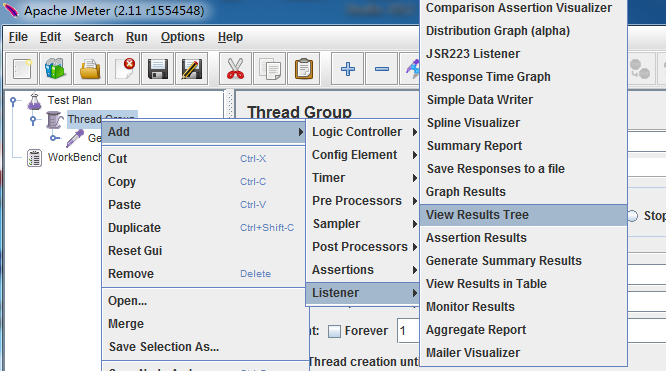 Apache JMeter (2.11 r1554548)
File Edit Search Run Options Help
Test Plan
Thread Group
WorkBench
Thread Group
Add
Cut Ctrl-X
Copy Ctrl-C
Paste Ctrl-V
Duplicate Ctrl+Shift-C
Reset Gui
Remove Delete
Open...
Merge
Save Selection As...
Logic Controller
Config Element
Timer
Pre Processors
Sampler
Post Processors
Assertions
Listener
Comparison Assertion Visualizer
Distribution Graph (alpha)
JSR223 Listener
Response Time Graph
Simple Data Writer
Spline Visualizer
Summary Report
Save Responses to a file
Graph Results
View Results Tree
Assertion Results
Generate Summary Results
View Results in Table
Monitor Results
Aggregate Report
Mailer Visualizer
Stop
Forever 1
Thread creation unt